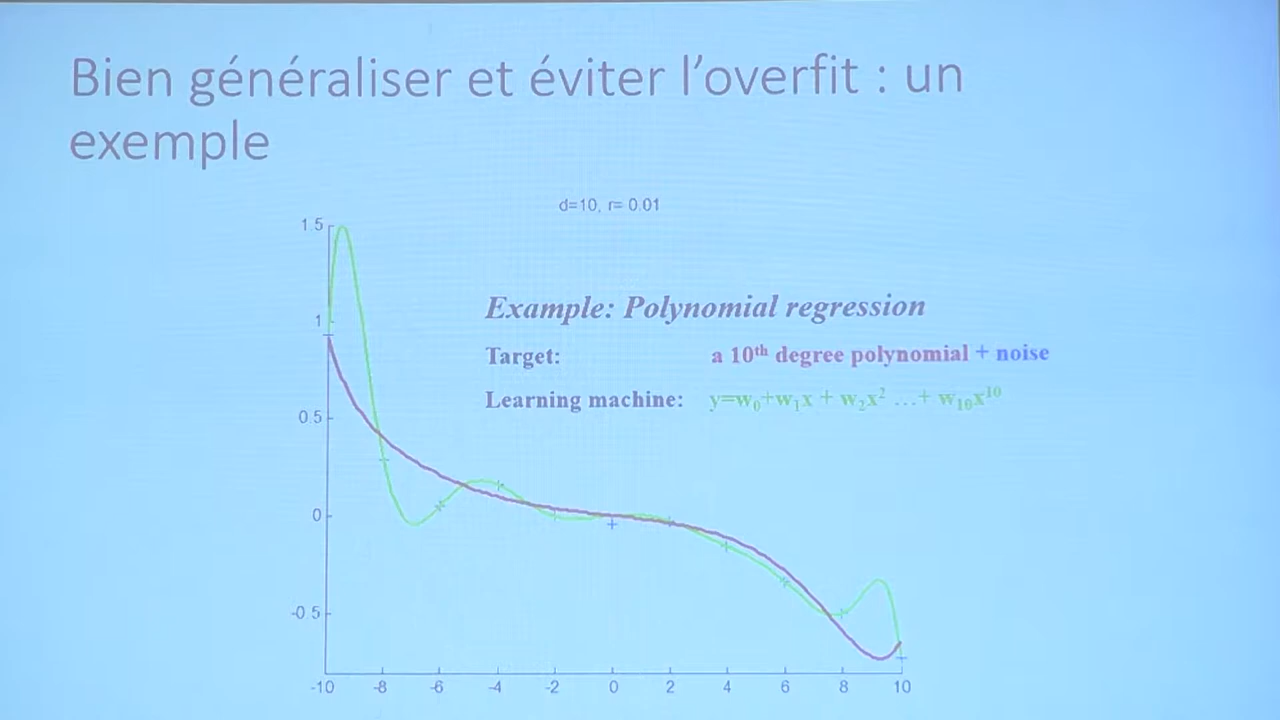 Bien généraliser et éviter l’overfit : un
exemple
d=10, r= 0.01
1.5
Example: Polynomial regression
1
Target: a 10th degree polynomial + noise
Learning machine: y=w0+w1x + w2x² …+ w10x¹⁰
0.5
0
-0 5
-10 -8 -6 -4 -2 0 2 4 6 8 10